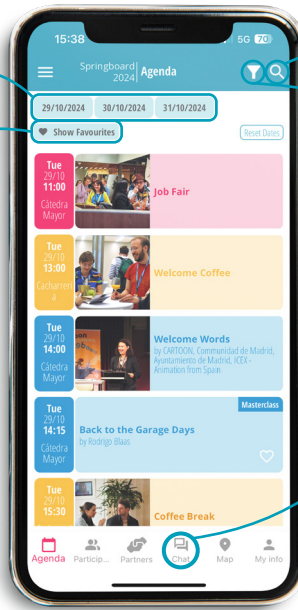 15:38
5G 70
Springboard
2024
Agenda
29/10/2024 30/10/2024 31/10/2024
Show Favourites
Reset Dates
Tue
29/10
11:00
Cátedra
Mayor
Job Fair
Tue
29/10
13:00
Cacharrerí
a
Welcome Coffee
Tue
29/10
14:00
Cátedra
Mayor
Welcome Words
by CARTOON, Communidad de Madrid,
Ayuntamiento de Madrid, ICEX -
Animation from Spain
Tue
29/10
14:15
Cátedra
Mayor
Masterclass
Back to the Garage Days
by Rodrigo Blaas
Tue
29/10
15:30
Coffee Break
Agenda Particip... Partners Chat Map My info